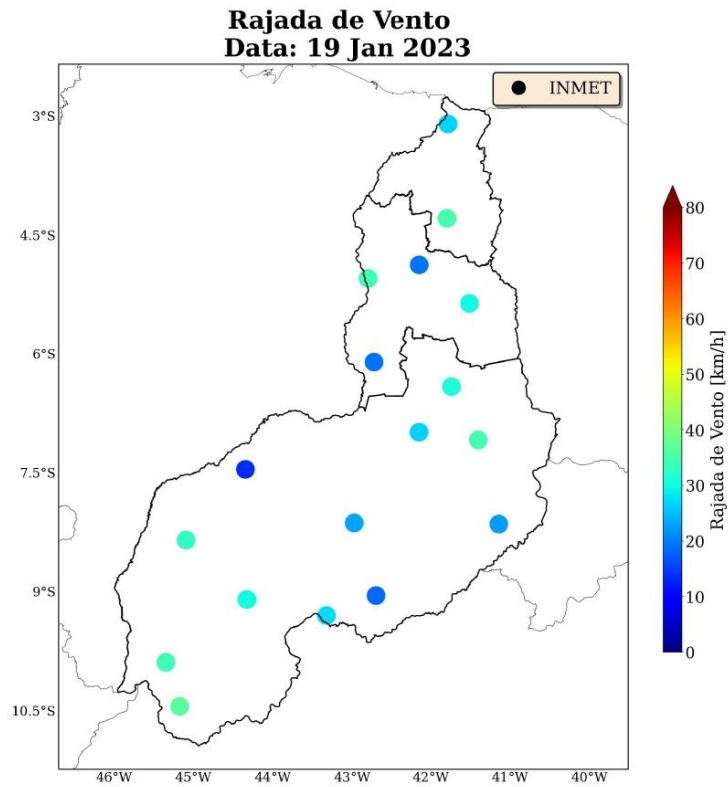 Rajada de Vento
Data: 19 Jan 2023
INMET
3°S
4.5°S
6°S
7.5°S
9°S
10.5°S
46°W 45°W 44°W 43°W 42°W 41°W 40°W
80
70
60
50
40
30
20
10
0
Rajada de Vento [km/h]